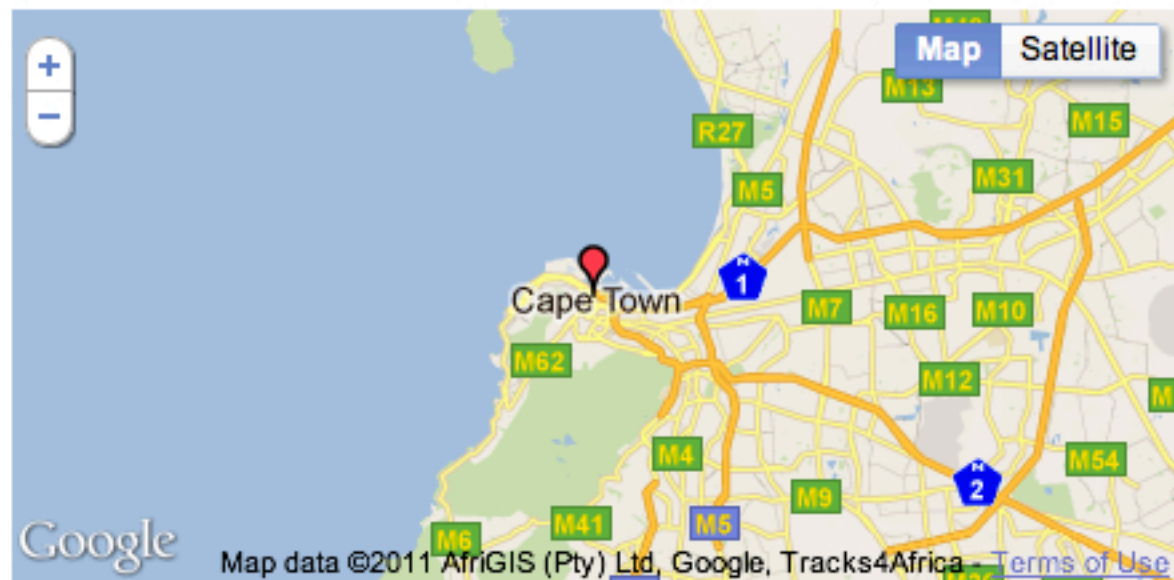 +
Map Satellite
M13
M15
R27
M31
M5
N
1
Cape Town
M7
M16
M10
M62
M12
M4
M54
N
2
M9
M5
M41
M6
Google
Map data ©2011 AfriGIS (Pty) Ltd, Google, Tracks4Africa - Terms of Use